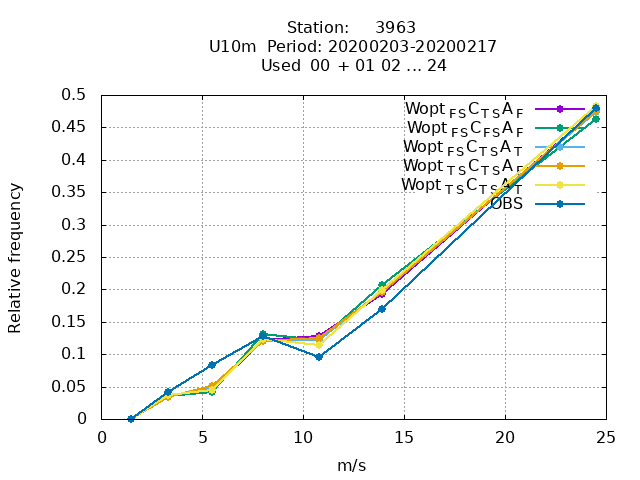 Station: 3963
U10m Period: 20200203-20200217
Used 00 + 01 02 ... 24
Relative frequency
0.5
0.45
0.4
0.35
0.3
0.25
0.2
0.15
0.1
0.05
0
Wopt FS C TS A F
Wopt FS C FS A F
Wopt FS C TS A T
Wopt TS C TS A F
Wopt TS C TS A T
OBS
0 5 10 15 20 25
m/s